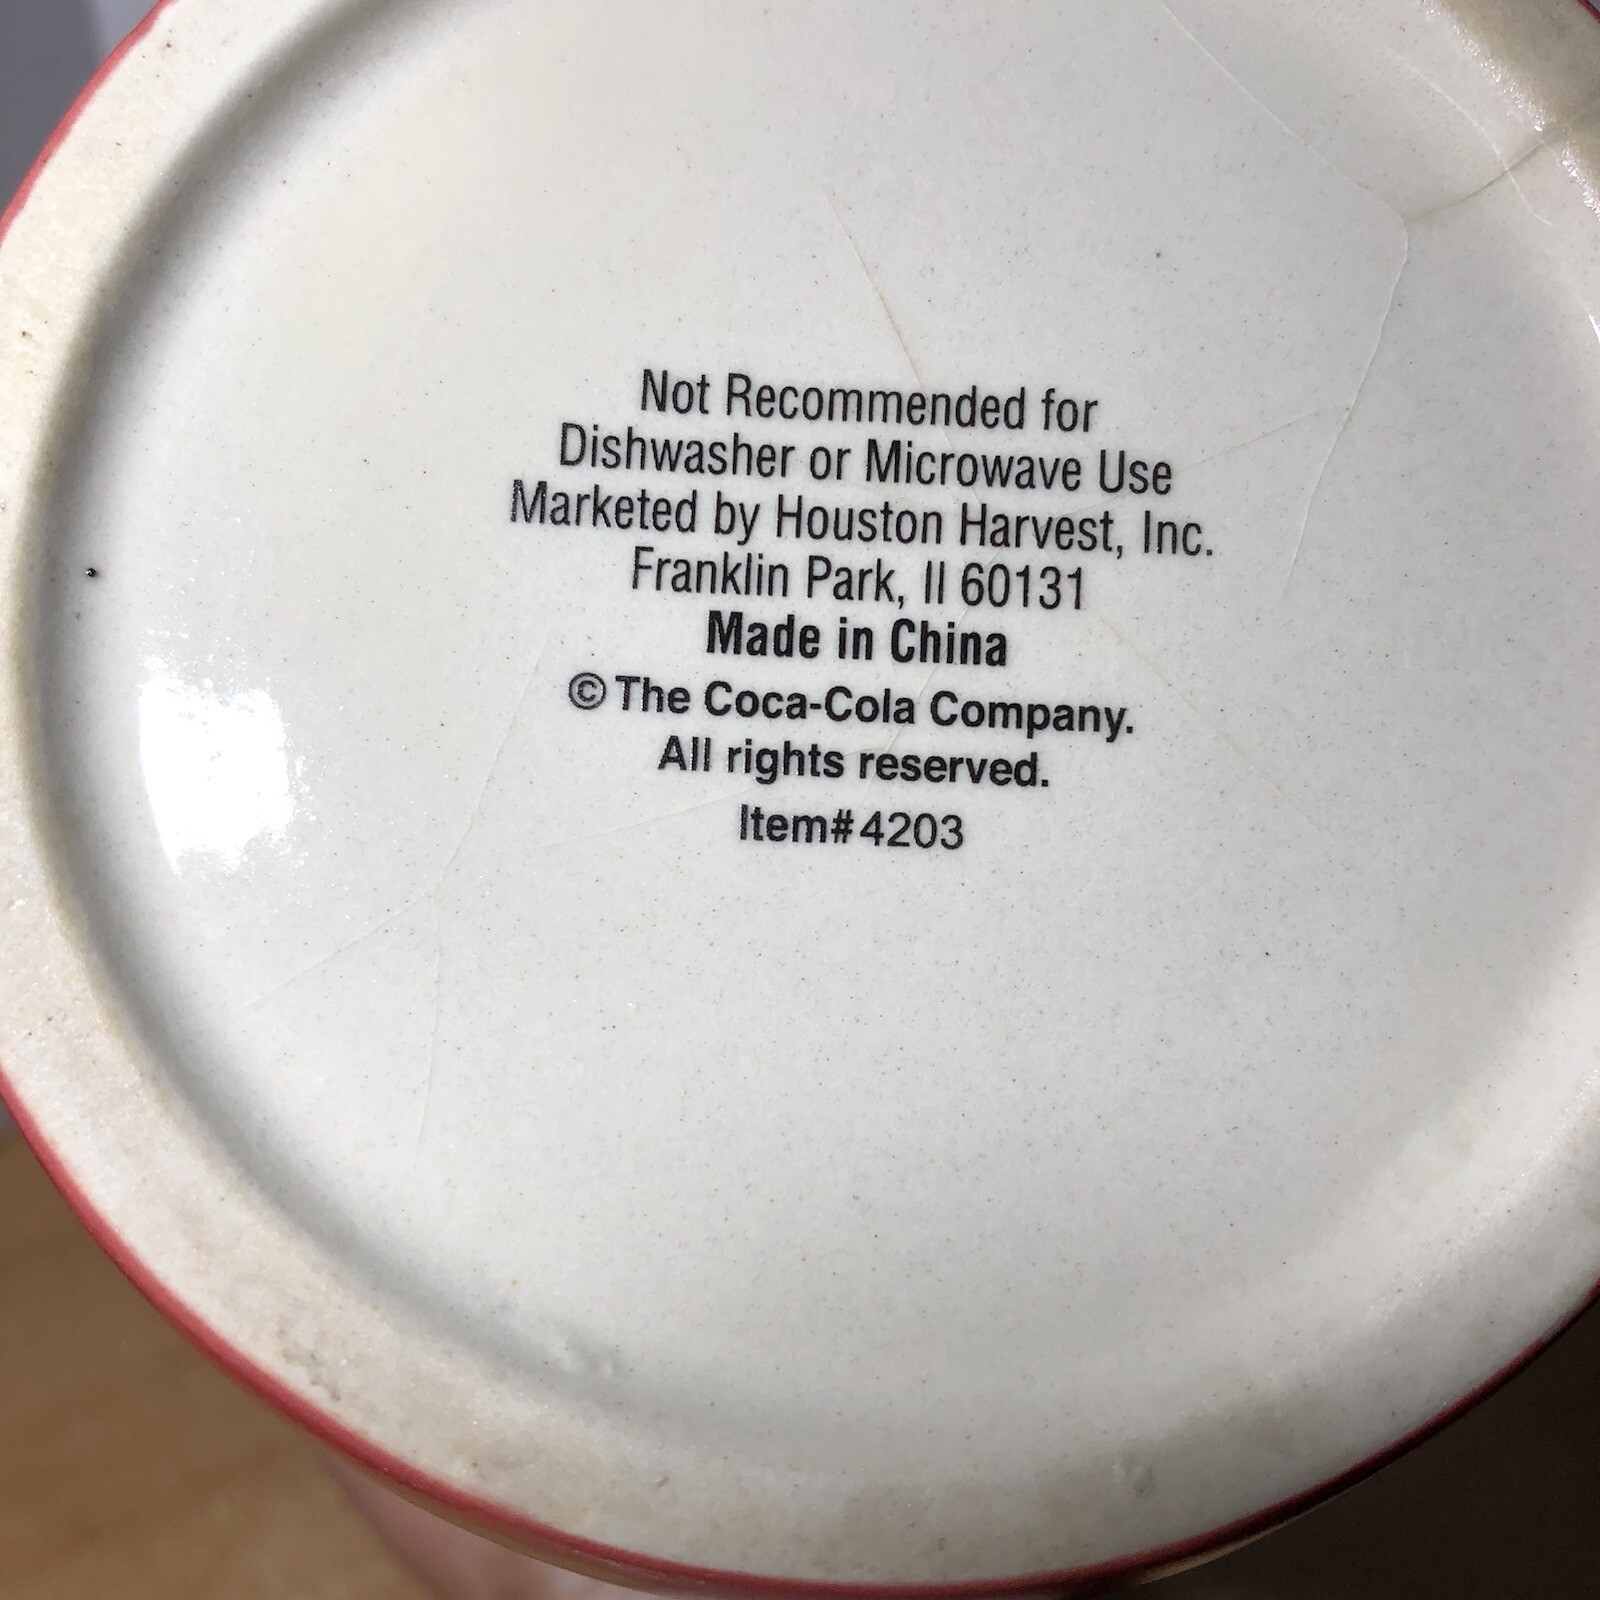 Not Recommended for
Dishwasher or Microwave Use
Marketed by Houston Harvest, Inc.
Franklin Park, Il 60131
Made in China
© The Coca-Cola Company.
All rights reserved.
Item#4203